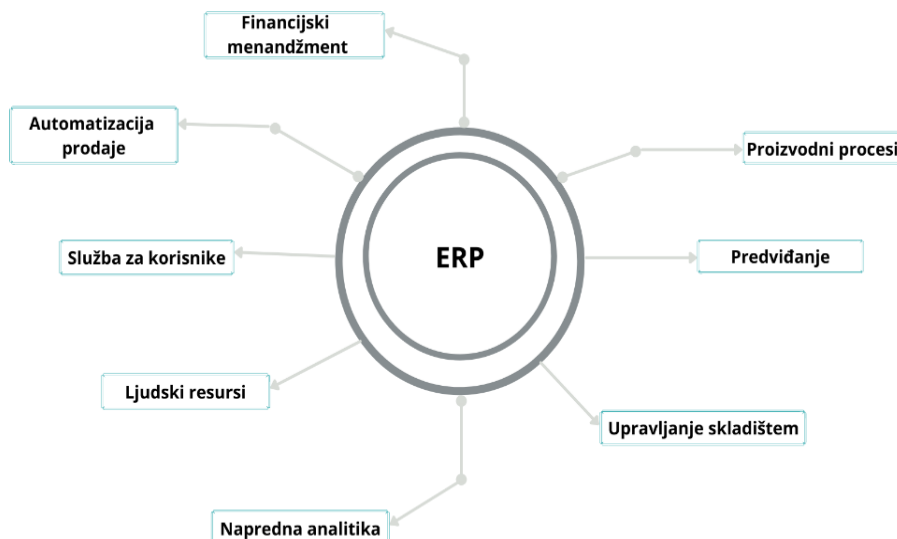 Financijski
menandžment
Automatizacija
prodaje
Proizvodni procesi
Služba za korisnike
ERP
Predviđanje
Ljudski resursi
Upravljanje skladištem
Napredna analitika